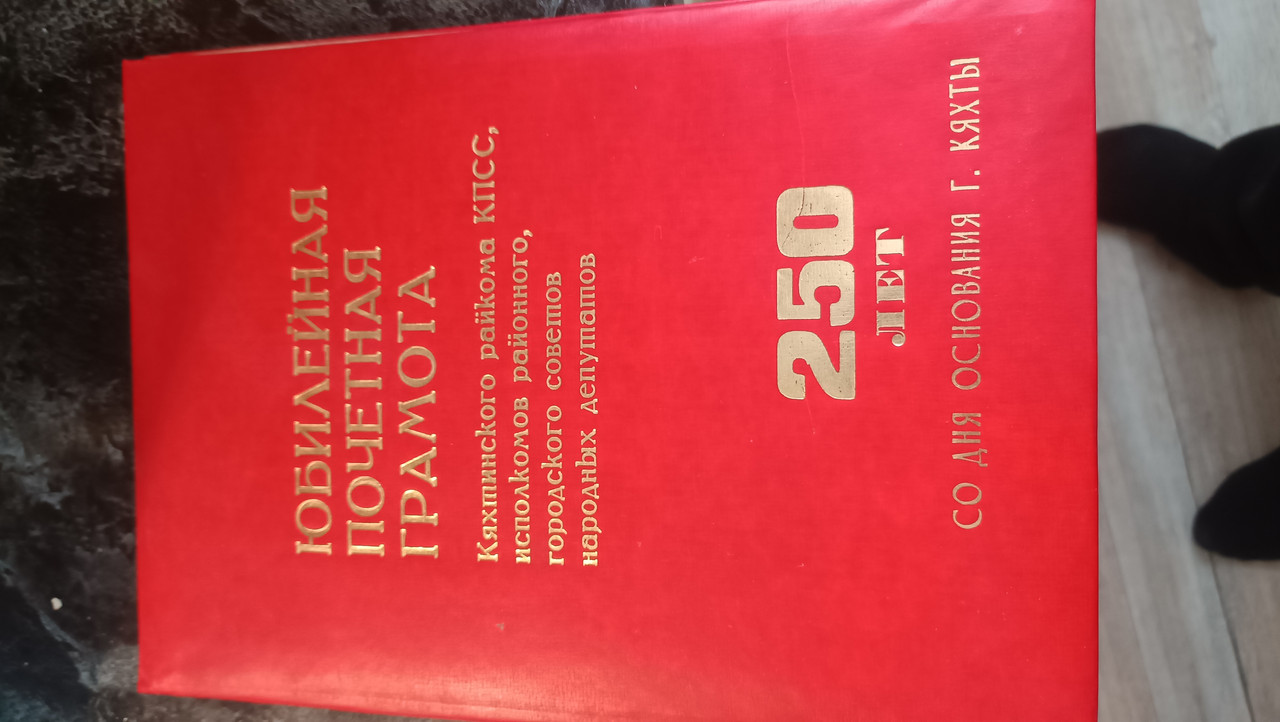 ЮБИЛЕЙНАЯ
ПОЧЕТНАЯ
ГРАМОТА
Кяхтинского райкома КПСС,
исполкомов районного,
городского советов
народных депутатов
250
ЛЕТ
СО ДНЯ ОСНОВАНИЯ Г. КЯХТЫ